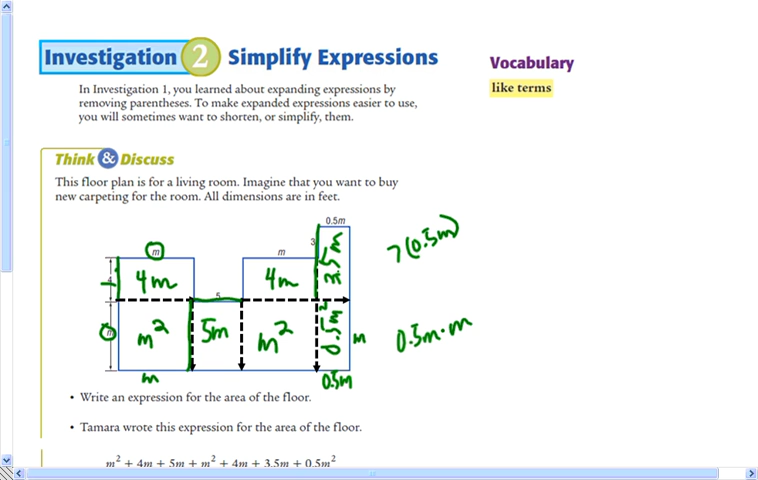 Investigation 2 Simplify Expressions
Vocabulary
like terms
In Investigation 1, you learned about expanding expressions by
removing parentheses. To make expanded expressions easier to use,
you will sometimes want to shorten, or simplify, them.
Think & Discuss
This floor plan is for a living room. Imagine that you want to buy
new carpeting for the room. All dimensions are in feet.
0.5m
m
m
3
4m
4m
3.5m
7(0.5m)
5
m²
5m
m²
0.5m²
m
0.5m·m
m
0.5m
• Write an expression for the area of the floor.
• Tamara wrote this expression for the area of the floor.
m² + 4m + 5m + m² + 4m + 3.5m + 0.5m²